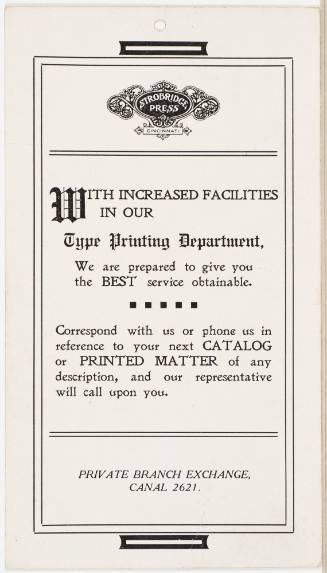 STROBRIDGE
PRESS
CINCINNATI
WITH INCREASED FACILITIES
IN OUR
Type Printing Department,
We are prepared to give you
the BEST service obtainable.
Correspond with us or phone us in
reference to your next CATALOG
or PRINTED MATTER of any
description, and our representative
will call upon you.
PRIVATE BRANCH EXCHANGE,
CANAL 2621.